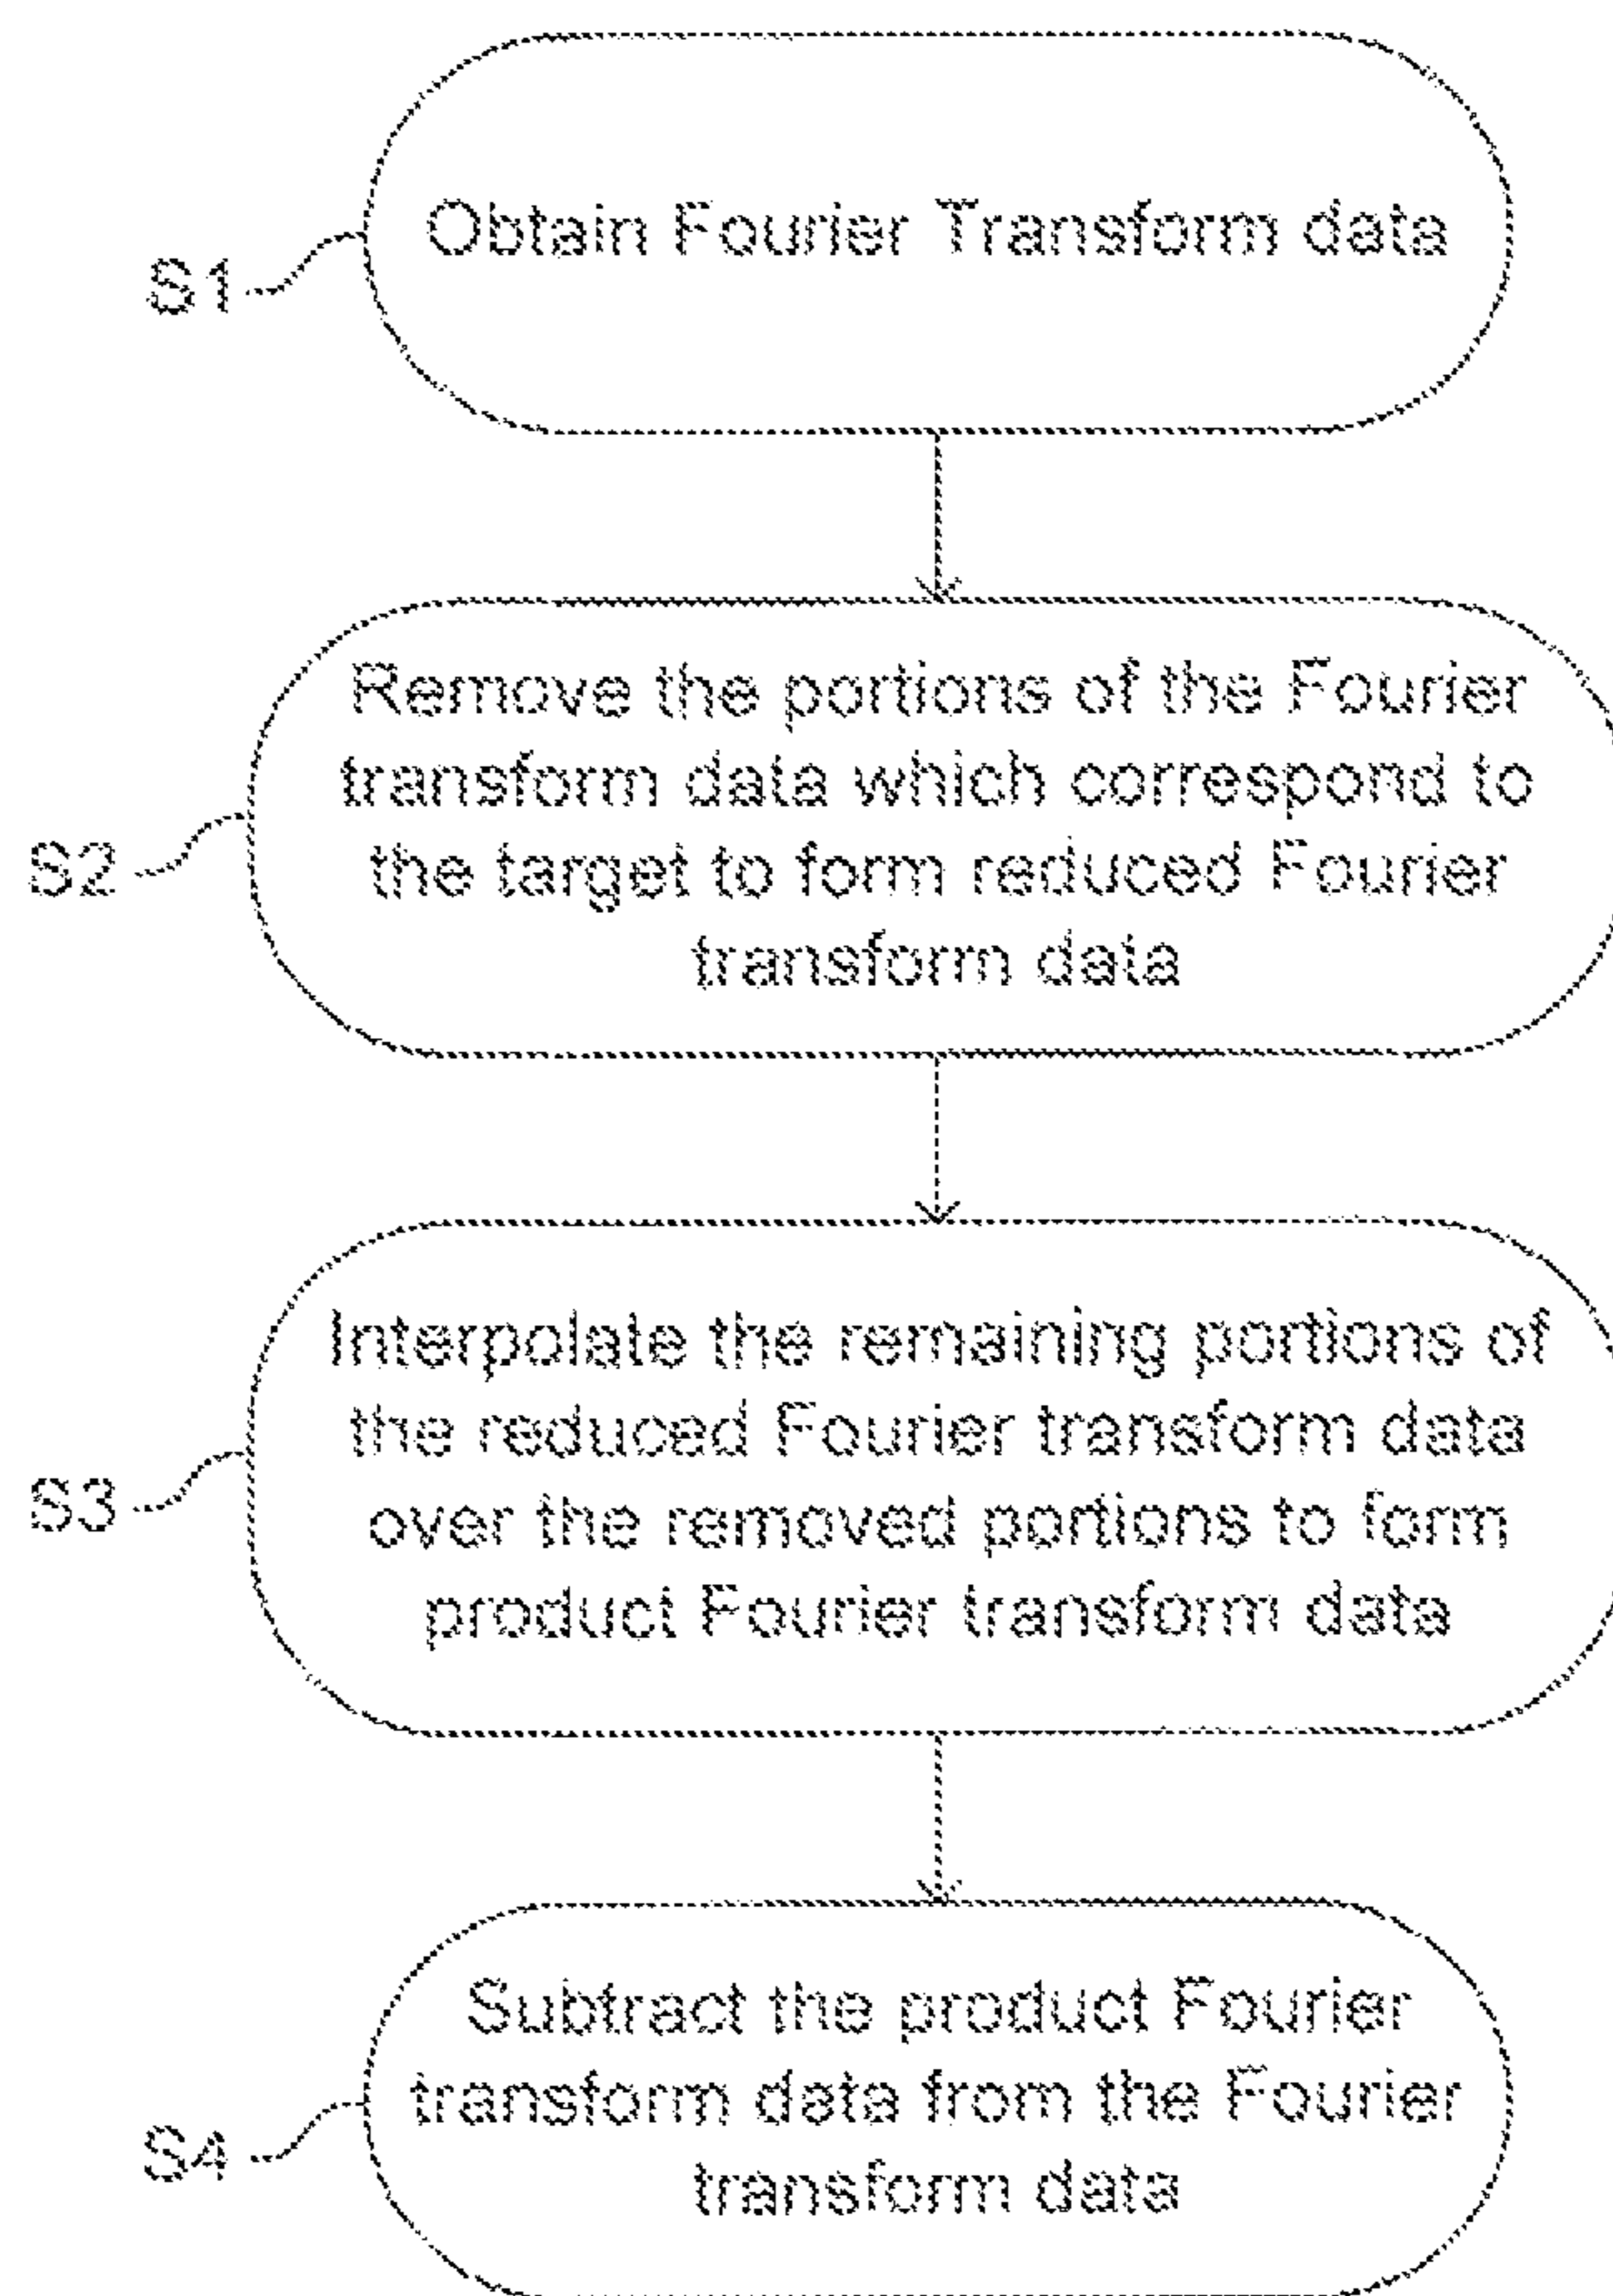 Obtain Fourier Transform data
S1
Remove the portions of the Fourier
transform data which correspond to
the target to form reduced Fourier
transform data
S2
Interpolate the remaining portions of
the reduced Fourier transform data
over the removed portions to form
product Fourier transform data
S3
Subtract the product Fourier
transform data from the Fourier
transform data
S4